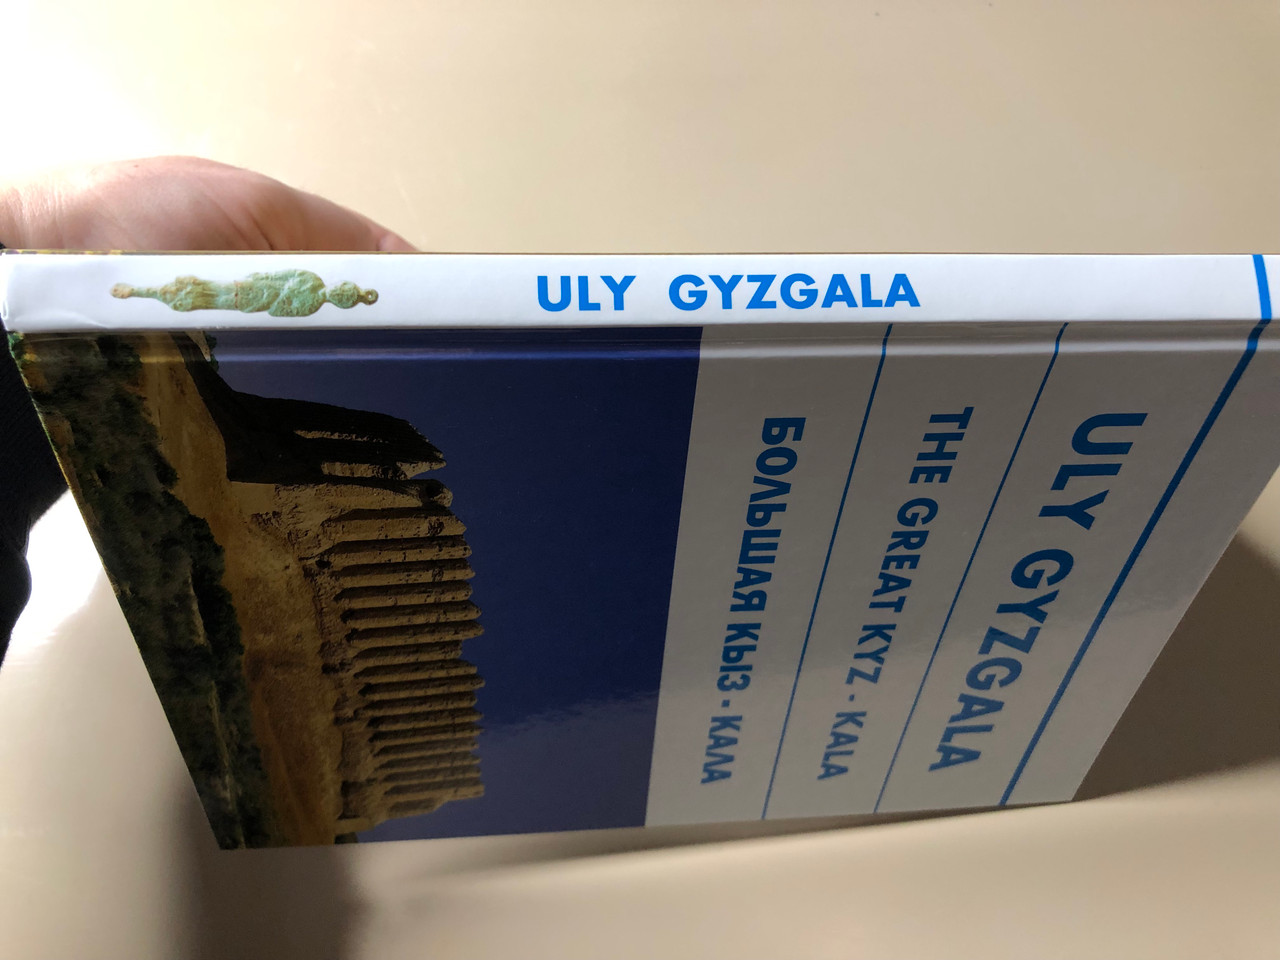 ULY GYZGALA
ULY GYZGALA
THE GREAT KYZ - KALA
БОЛЬШАЯ КЫЗ - КАЛА